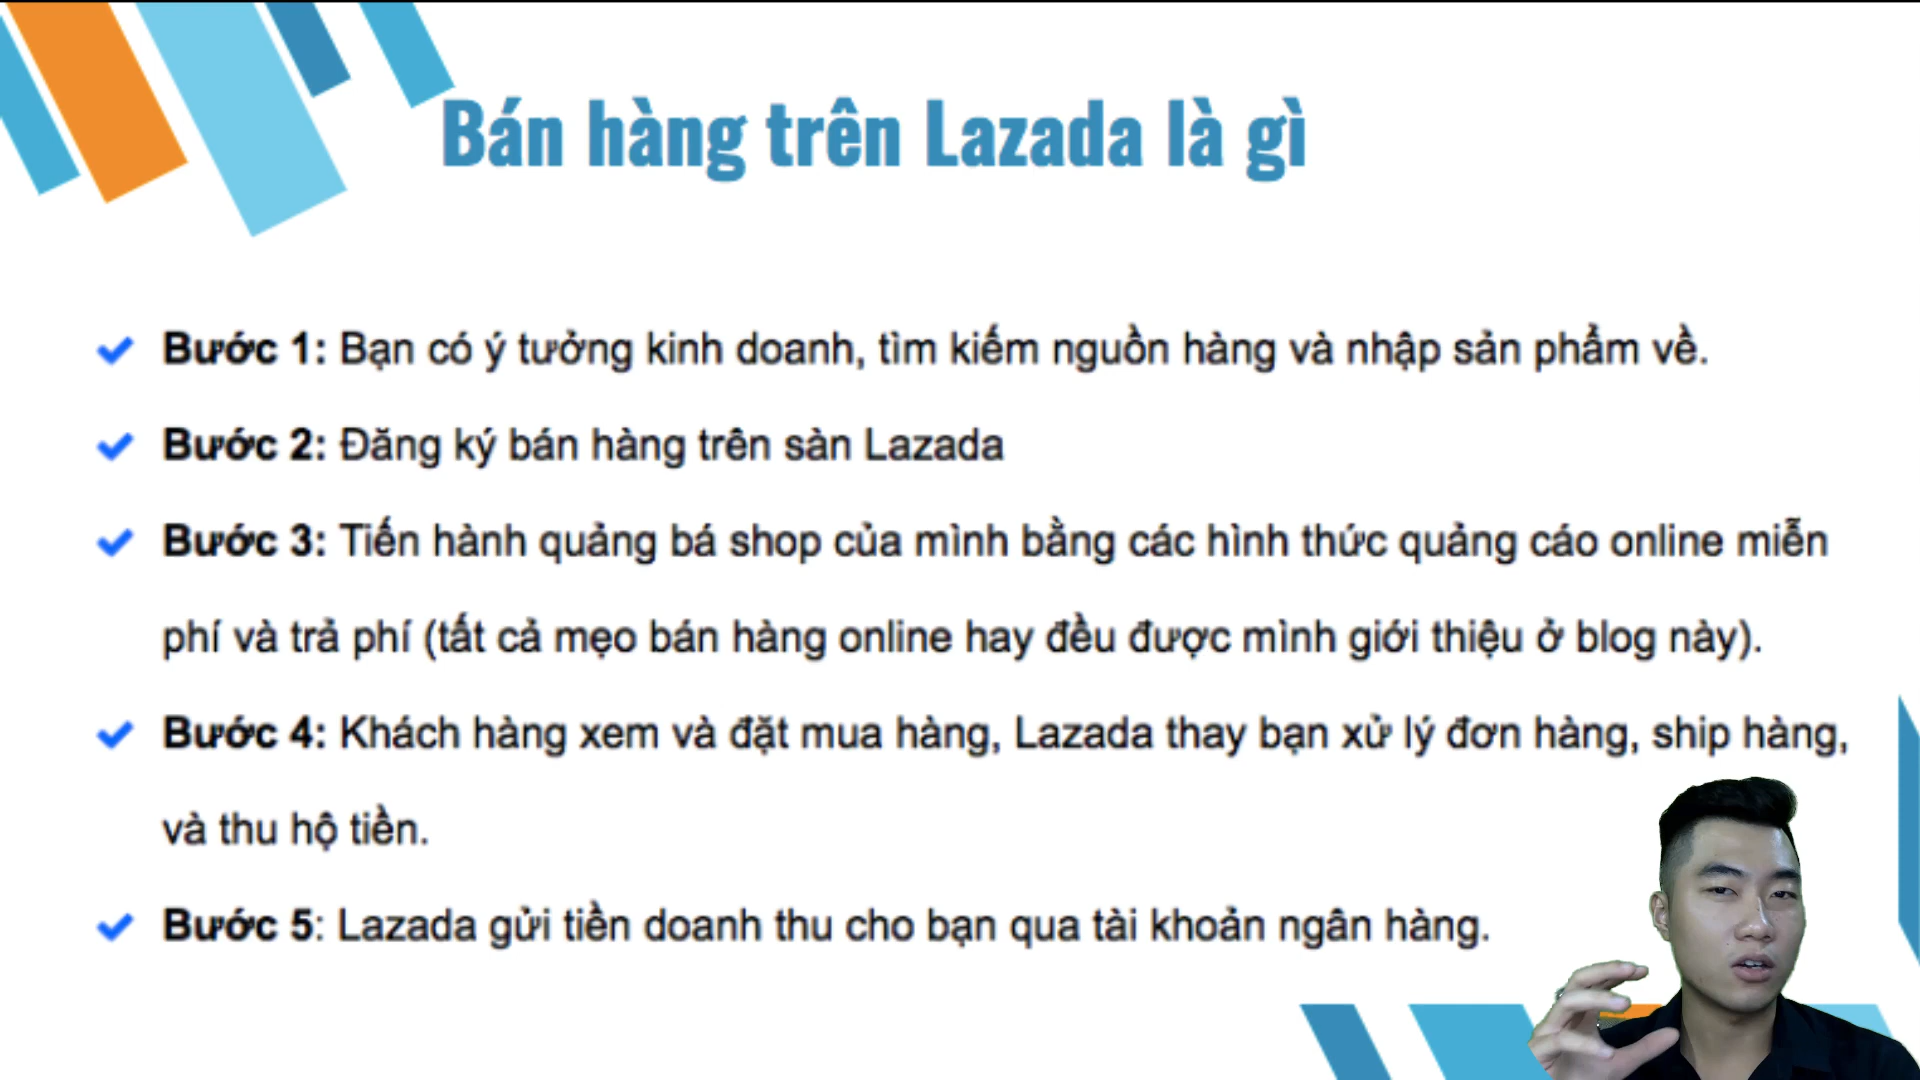 Bán hàng trên Lazada là gì
Bước 1: Bạn có ý tưởng kinh doanh, tìm kiếm nguồn hàng và nhập sản phẩm về.
Bước 2: Đăng ký bán hàng trên sàn Lazada
Bước 3: Tiến hành quảng bá shop của mình bằng các hình thức quảng cáo online miễn
phí và trả phí (tất cả mẹo bán hàng online hay đều được mình giới thiệu ở blog này).
Bước 4: Khách hàng xem và đặt mua hàng, Lazada thay bạn xử lý đơn hàng, ship hàng,
và thu hộ tiền.
Bước 5: Lazada gửi tiền doanh thu cho bạn qua tài khoản ngân hàng.